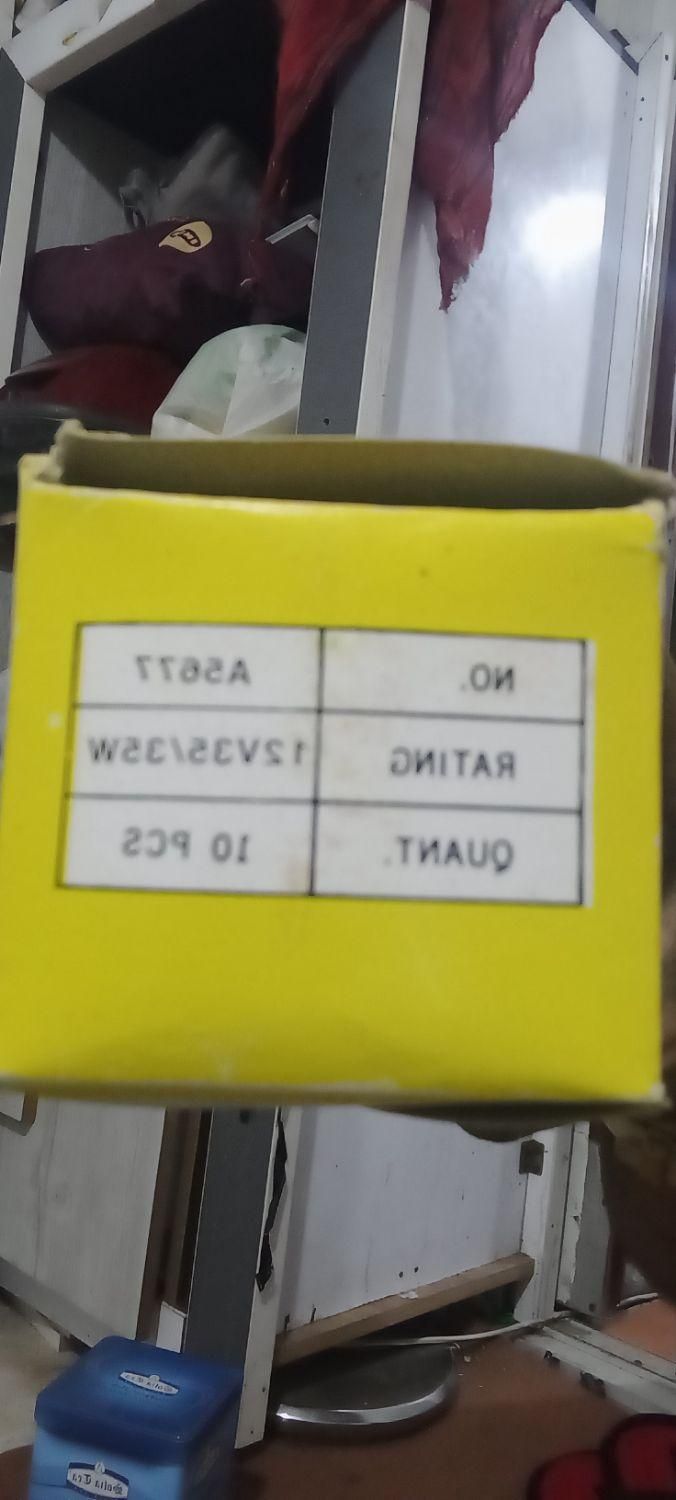 NO. A5677
RATING 12V35/35W
QUANT. 10 PCS